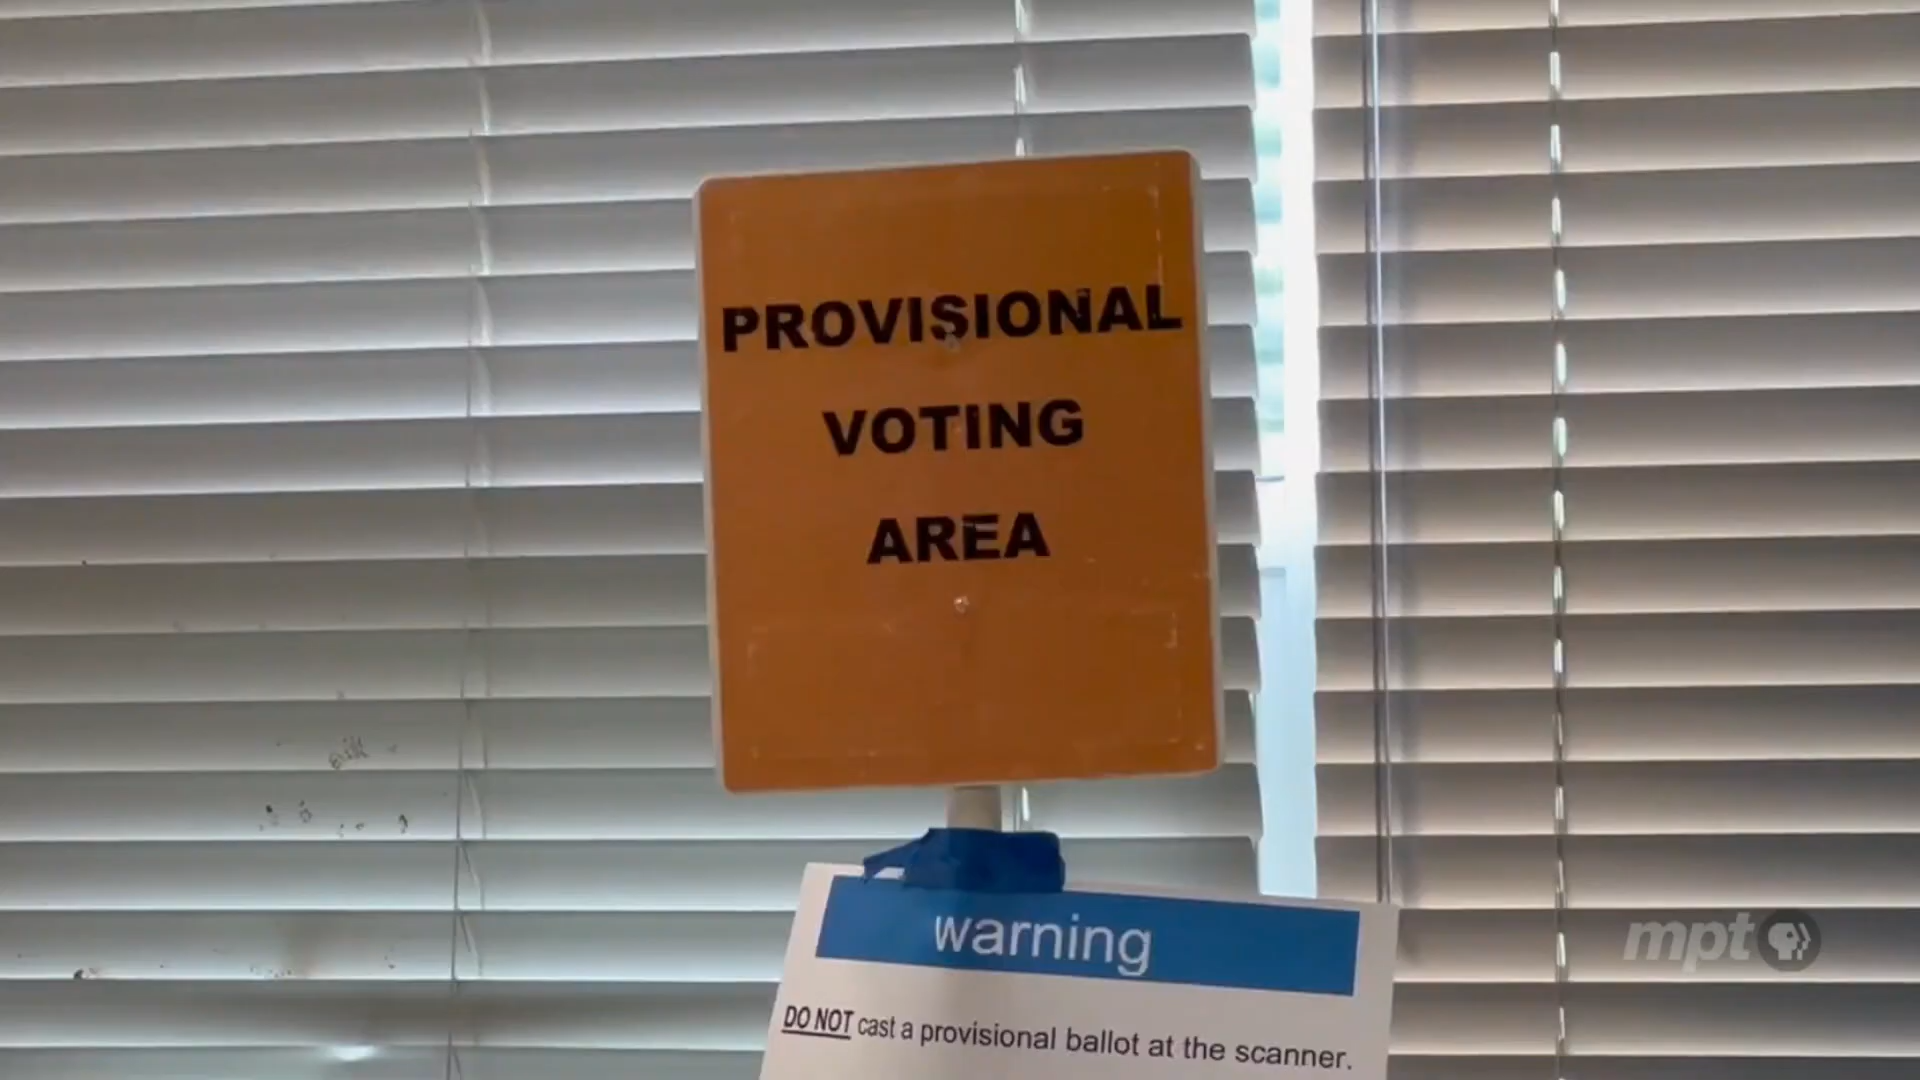 PROVISIONAL
VOTING
AREA
warning
DO NOT cast a provisional ballot at the scanner.
mpt